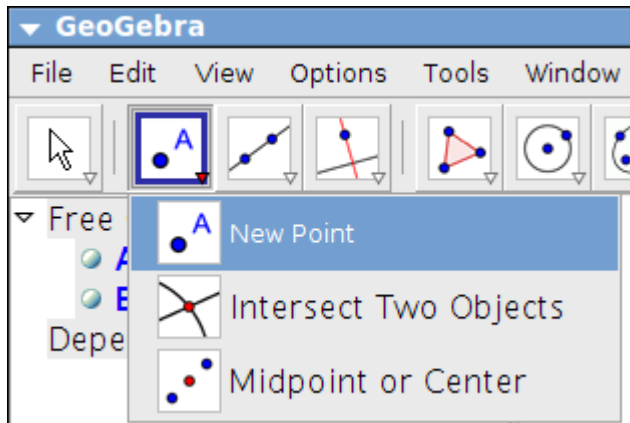 GeoGebra
File Edit View Options Tools Window
A
Free
A New Point
Intersect Two Objects
Midpoint or Center